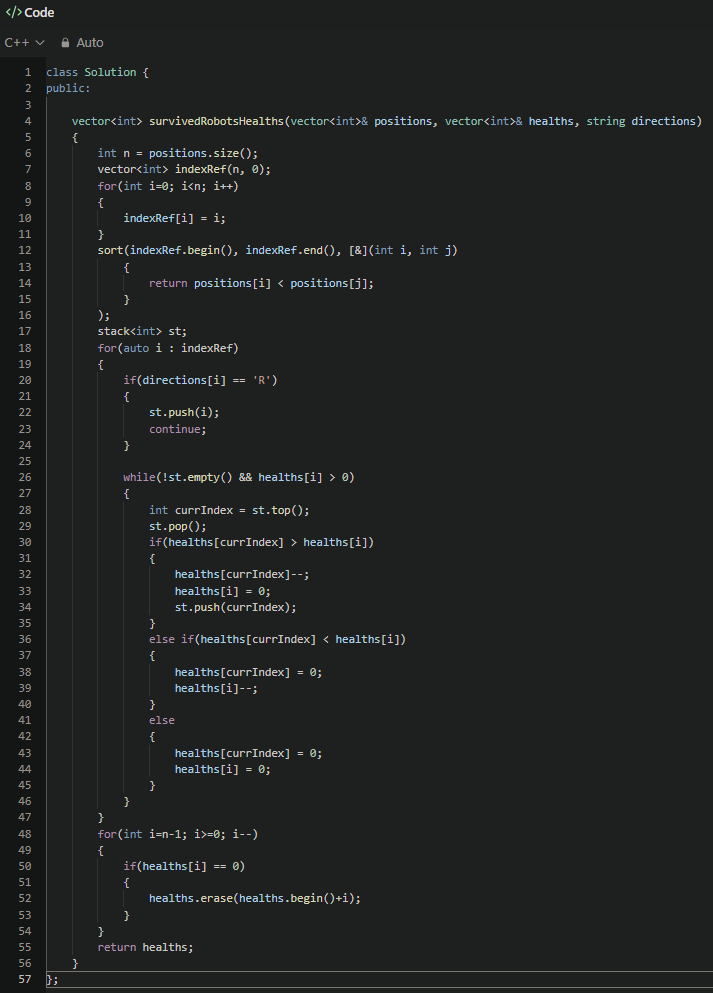 </>Code
C++ Auto
1 class Solution {
2 public:
3
4     vector<int> survivedRobotsHealths(vector<int>& positions, vector<int>& healths, string directions)
5     {
6         int n = positions.size();
7         vector<int> indexRef(n, 0);
8         for(int i=0; i<n; i++)
9         {
10             indexRef[i] = i;
11         }
12         sort(indexRef.begin(), indexRef.end(), [&](int i, int j)
13             {
14                 return positions[i] < positions[j];
15             }
16         );
17         stack<int> st;
18         for(auto i : indexRef)
19         {
20             if(directions[i] == 'R')
21             {
22                 st.push(i);
23                 continue;
24             }
25
26             while(!st.empty() && healths[i] > 0)
27             {
28                 int currIndex = st.top();
29                 st.pop();
30                 if(healths[currIndex] > healths[i])
31                 {
32                     healths[currIndex]--;
33                     healths[i] = 0;
34                     st.push(currIndex);
35                 }
36                 else if(healths[currIndex] < healths[i])
37                 {
38                     healths[currIndex] = 0;
39                     healths[i]--;
40                 }
41                 else
42                 {
43                     healths[currIndex] = 0;
44                     healths[i] = 0;
45                 }
46             }
47         }
48         for(int i=n-1; i>=0; i--)
49         {
50             if(healths[i] == 0)
51             {
52                 healths.erase(healths.begin()+i);
53             }
54         }
55         return healths;
56     }
57 };